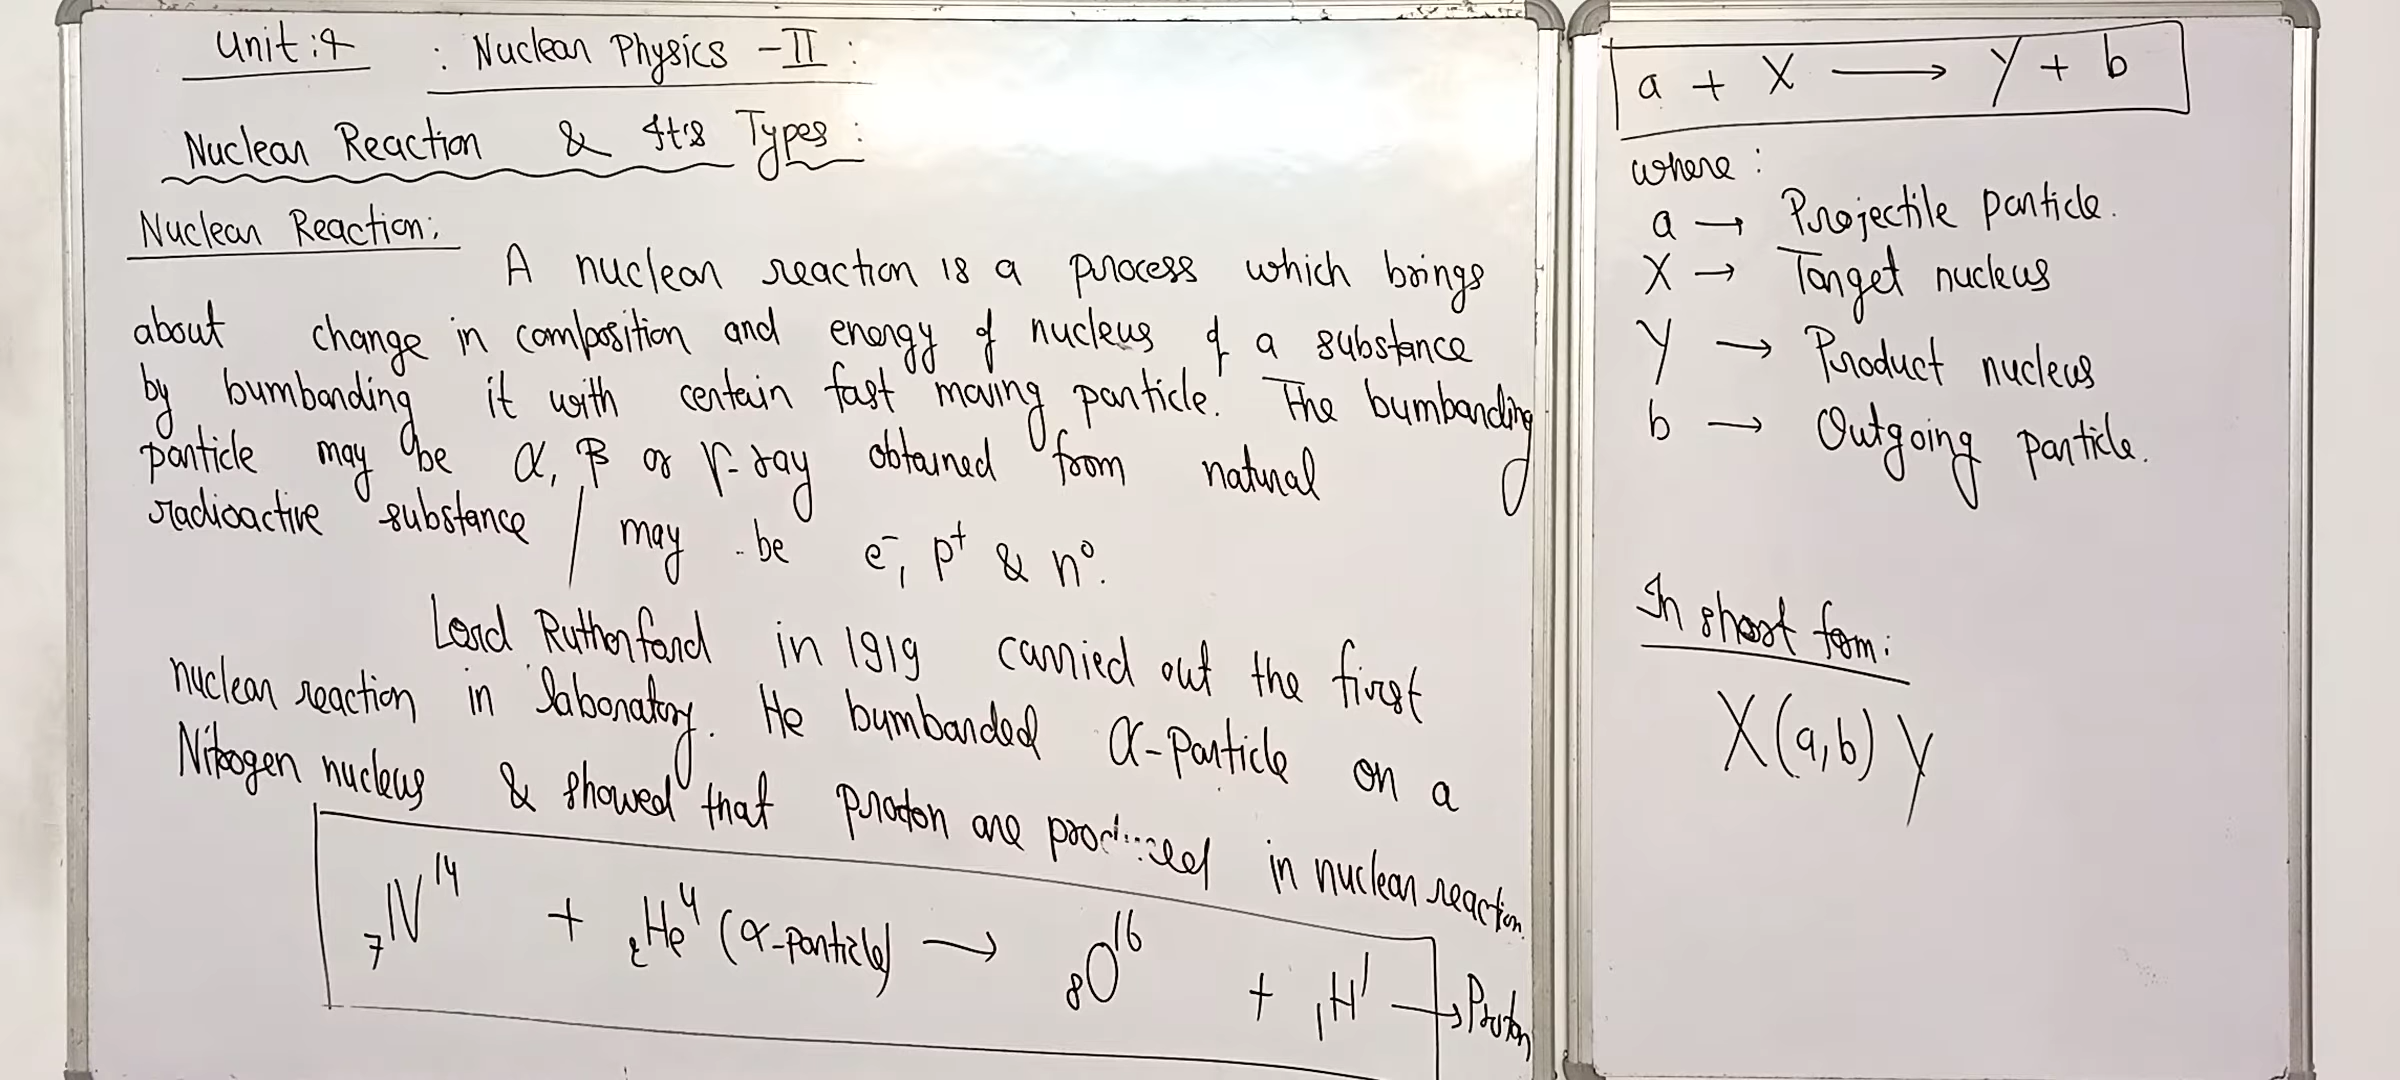 Unit:4 : Nuclear Physics -II :
Nuclear Reaction & It's Types:
Nuclear Reaction:
A nuclear reaction is a process which brings
about change in composition and energy of nucleus of a substance
by bumbarding it with certain fast moving particle. The bumbarding
particle may be α, β or γ-ray obtained from natural
radioactive substance / may be e⁻, p⁺ & n⁰.
Lord Rutherford in 1919 carried out the first
nuclear reaction in laboratory. He bumbarded α-Particle on a
Nitrogen nucleus & showed that proton are produced in nuclear reaction.
₇N¹⁴ + ₂He⁴ (α-particle) → ₈O¹⁶ + ₁H¹ → Proton
a + X → Y + b
where:
a → Projectile particle.
X → Target nucleus
Y → Product nucleus
b → Outgoing particle.
In short form:
X(a,b) Y